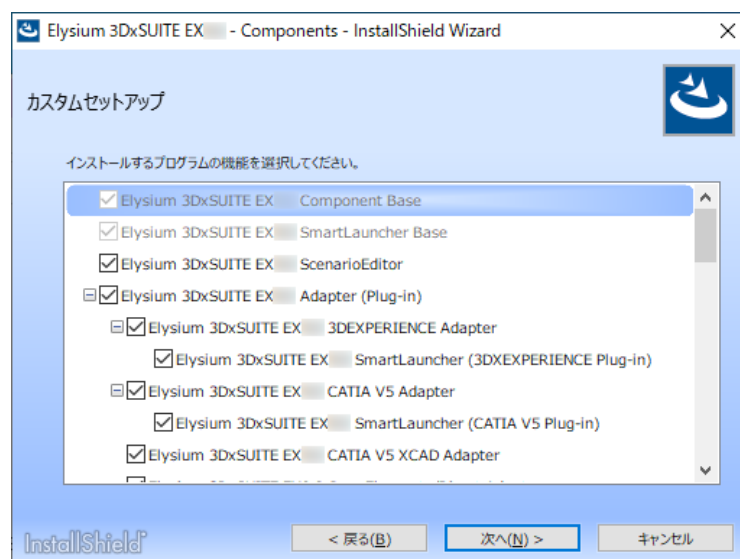 Elysium 3DxSUITE EX - Components - InstallShield Wizard
カスタムセットアップ
インストールするプログラムの機能を選択してください。
Elysium 3DxSUITE EX Component Base
Elysium 3DxSUITE EX SmartLauncher Base
Elysium 3DxSUITE EX ScenarioEditor
Elysium 3DxSUITE EX Adapter (Plug-in)
Elysium 3DxSUITE EX 3DEXPERIENCE Adapter
Elysium 3DxSUITE EX SmartLauncher (3DXEXPERIENCE Plug-in)
Elysium 3DxSUITE EX CATIA V5 Adapter
Elysium 3DxSUITE EX SmartLauncher (CATIA V5 Plug-in)
Elysium 3DxSUITE EX CATIA V5 XCAD Adapter
InstallShield
< 戻る(B)
次へ(N) >
キャンセル